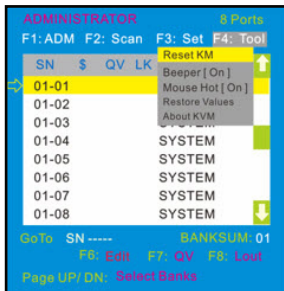 ADMINISTRATOR 8 Ports
F1: ADM F2: Scan F3: Set F4: Tool
SN $ QV LK
Reset KM
Beeper [ On ]
Mouse Hot [ On ]
Restore Values
About KVM
01-01
01-02
01-03 SYSTEM
01-04 SYSTEM
01-05 SYSTEM
01-06 SYSTEM
01-07 SYSTEM
01-08 SYSTEM
GoTo SN ----- BANKSUM: 01
F6: Edit F7: QV F8: Lout
Page UP/ DN: Select Banks